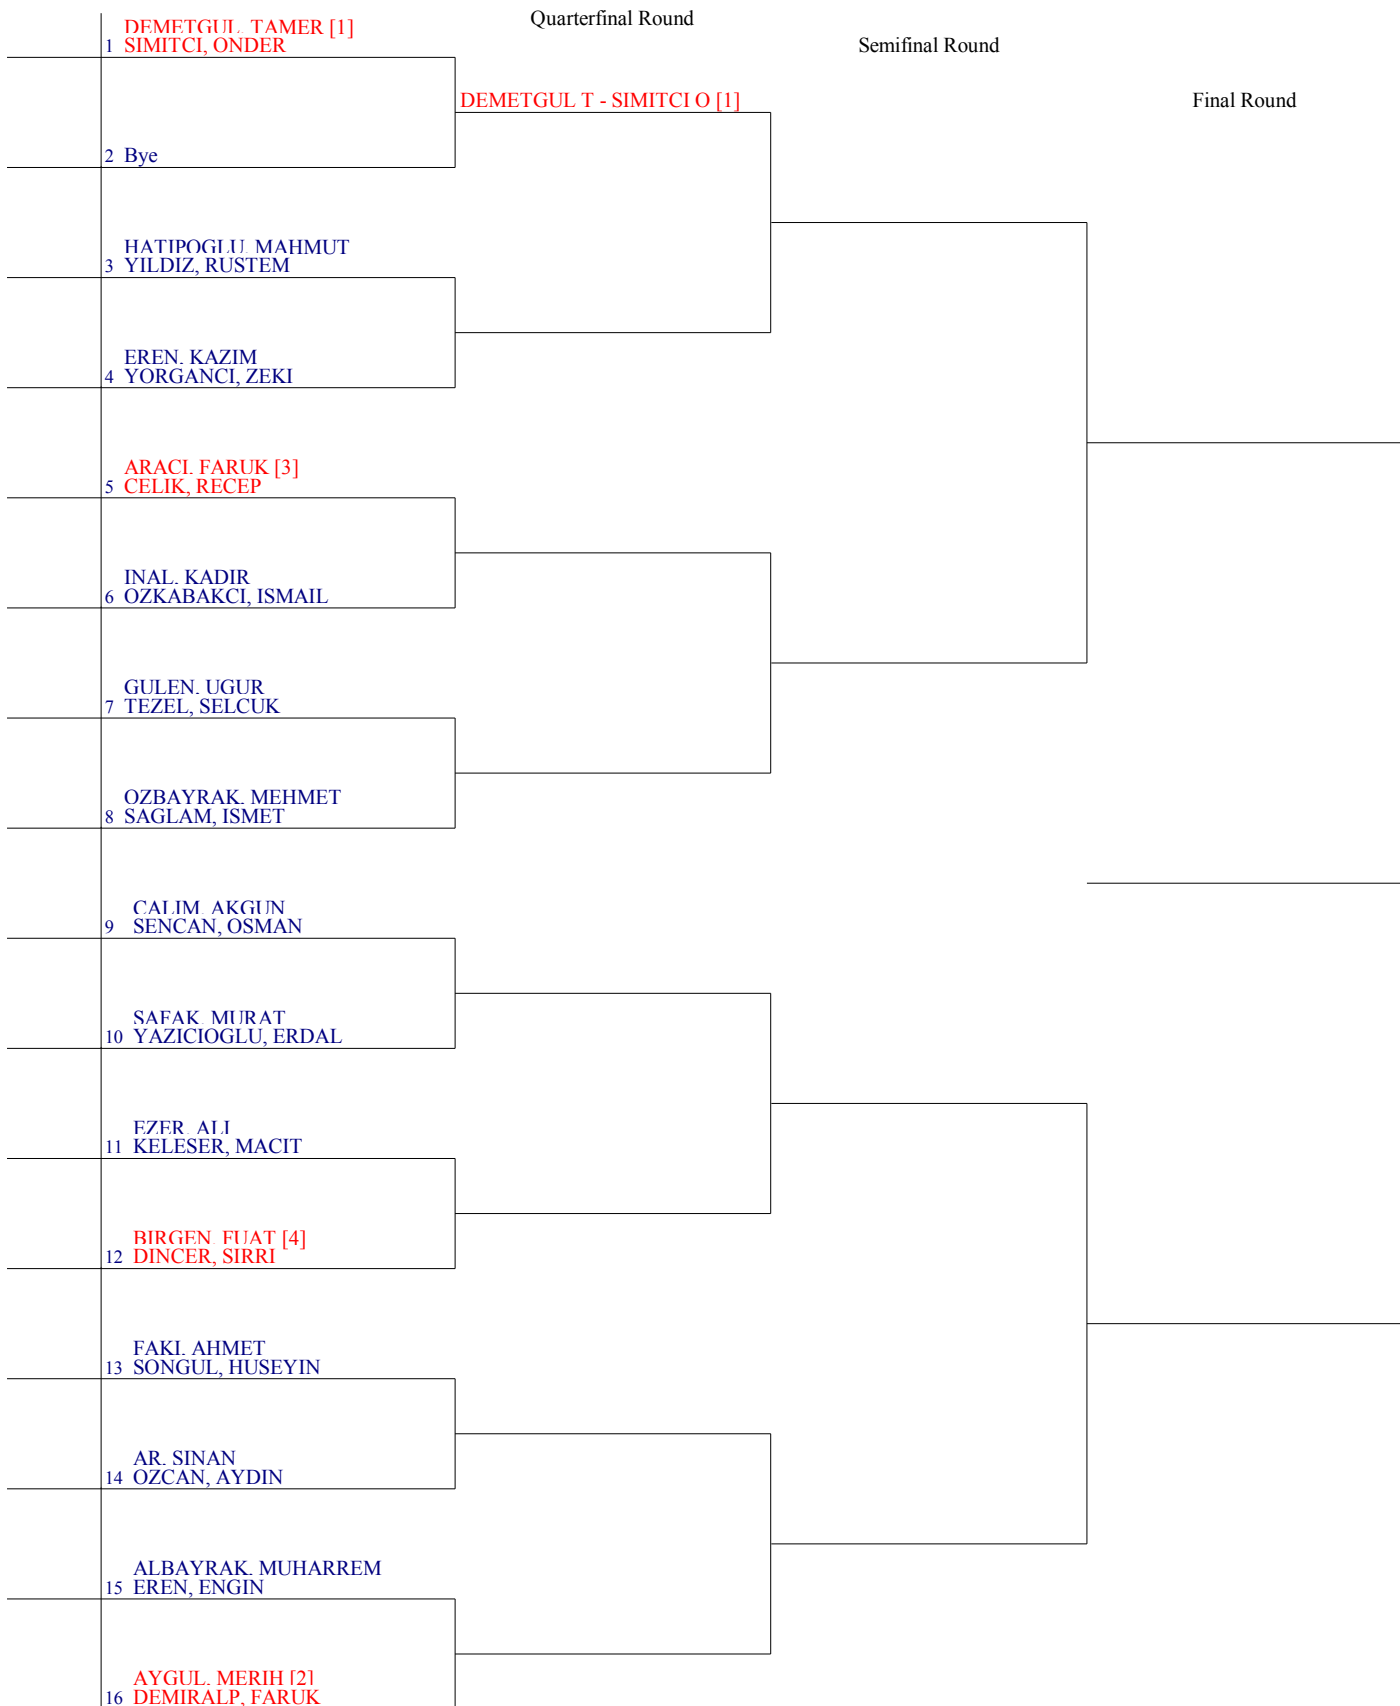 Quarterfinal Round
Semifinal Round
Final Round
DEMETGUL, TAMER [1]
1 SIMITCI, ONDER
DEMETGUL T - SIMITCI O [1]
2 Bye
HATIPOGLU, MAHMUT
3 YILDIZ, RUSTEM
EREN, KAZIM
4 YORGANCI, ZEKI
ARACI, FARUK [3]
5 CELIK, RECEP
INAL, KADIR
6 OZKABAKCI, ISMAIL
GULEN, UGUR
7 TEZEL, SELCUK
OZBAYRAK, MEHMET
8 SAGLAM, ISMET
CALIM, AKGUN
9 SENCAN, OSMAN
SAFAK, MURAT
10 YAZICIOGLU, ERDAL
EZER, ALI
11 KELESER, MACIT
BIRGEN, FUAT [4]
12 DINCER, SIRRI
FAKI, AHMET
13 SONGUL, HUSEYIN
AR, SINAN
14 OZCAN, AYDIN
ALBAYRAK, MUHARREM
15 EREN, ENGIN
AYGUL, MERIH [2]
16 DEMIRALP, FARUK